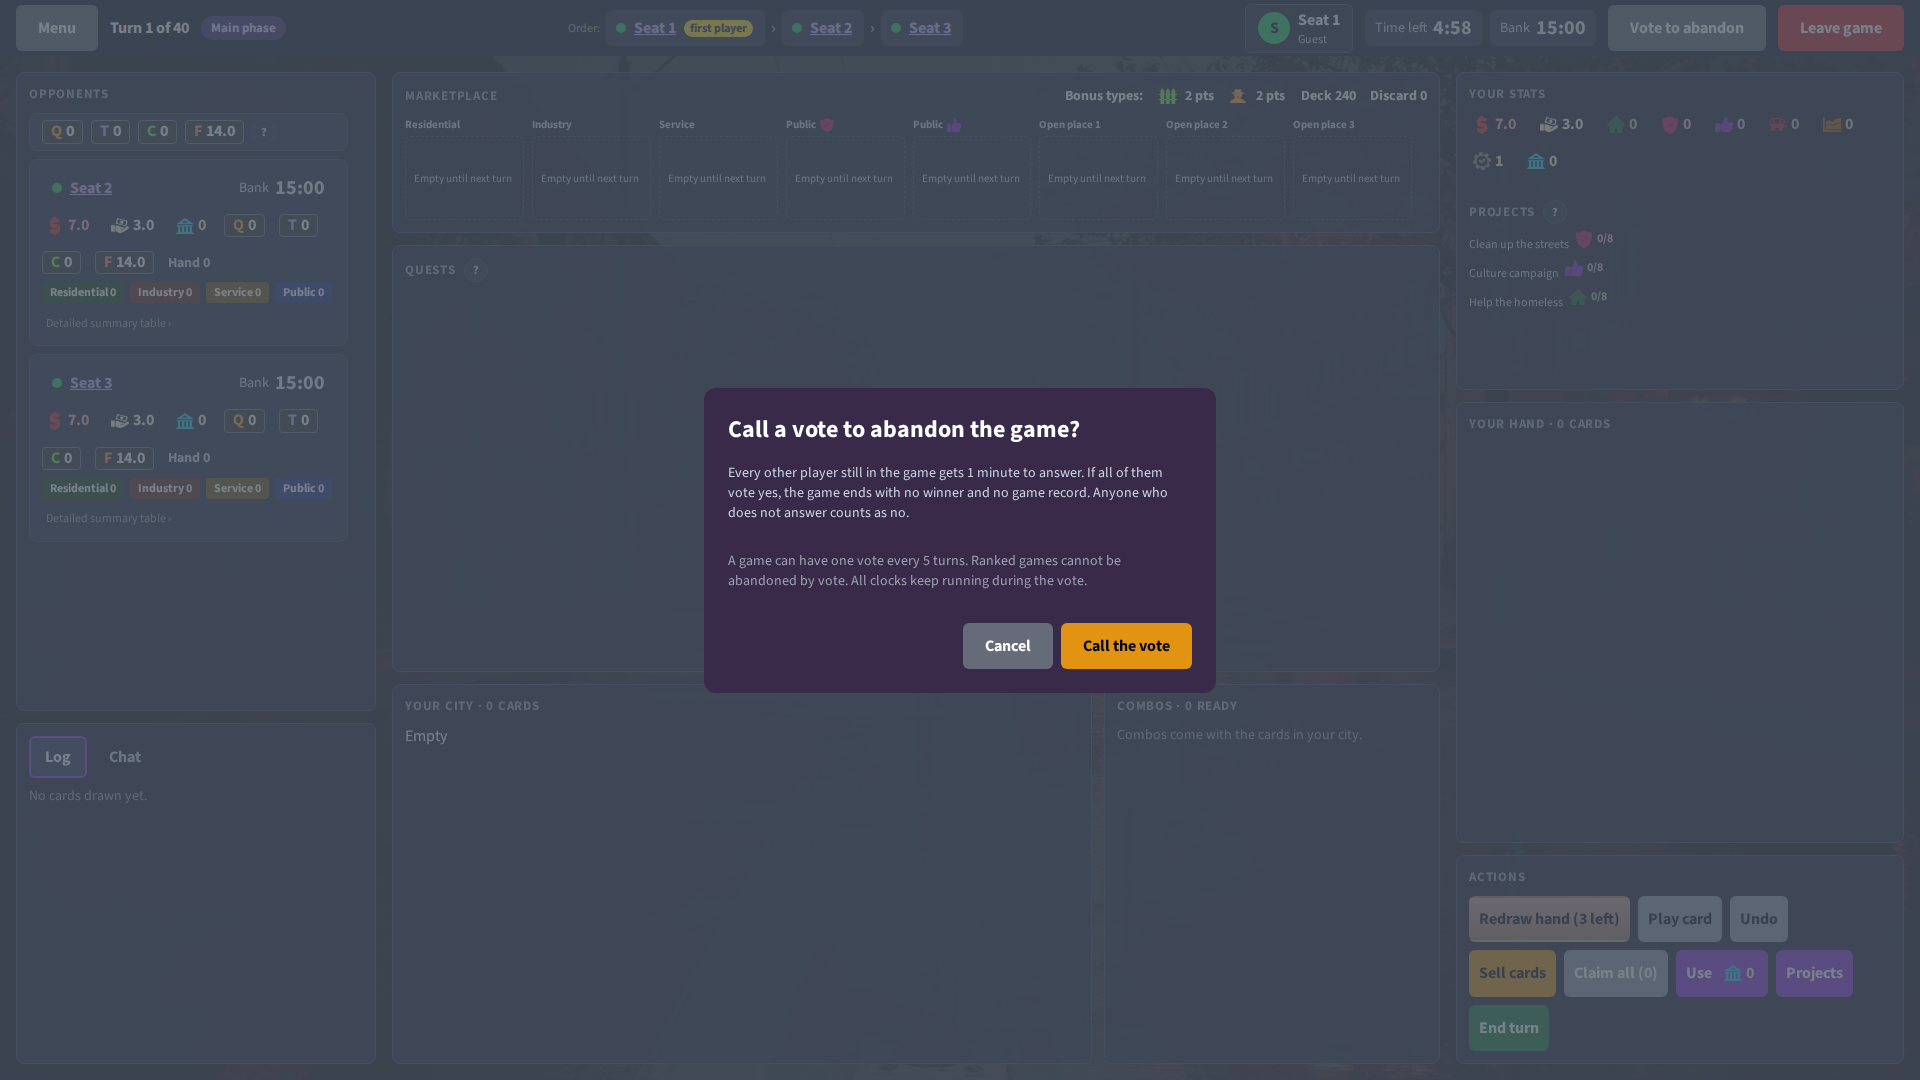 Menu
Turn 1 of 40
Main phase
Order:
Seat 1 first player › Seat 2 › Seat 3
S
Seat 1
Guest
Time left 4:58
Bank 15:00
Vote to abandon
Leave game
OPPONENTS
Q 0 T 0 C 0 F 14.0 ?
Seat 2 Bank 15:00
7.0 3.0 0 Q 0 T 0
C 0 F 14.0 Hand 0
Residential 0 Industry 0 Service 0 Public 0
Detailed summary table ›
Seat 3 Bank 15:00
7.0 3.0 0 Q 0 T 0
C 0 F 14.0 Hand 0
Residential 0 Industry 0 Service 0 Public 0
Detailed summary table ›
Log Chat
No cards drawn yet.
MARKETPLACE
Bonus types: 2 pts 2 pts Deck 240 Discard 0
Residential Industry Service Public Public Open place 1 Open place 2 Open place 3
Empty until next turn Empty until next turn Empty until next turn Empty until next turn Empty until next turn Empty until next turn Empty until next turn Empty until next turn
QUESTS ?
Call a vote to abandon the game?
Every other player still in the game gets 1 minute to answer. If all of them
vote yes, the game ends with no winner and no game record. Anyone who
does not answer counts as no.
A game can have one vote every 5 turns. Ranked games cannot be
abandoned by vote. All clocks keep running during the vote.
Cancel Call the vote
YOUR CITY · 0 CARDS
Empty
COMBOS · 0 READY
Combos come with the cards in your city.
YOUR STATS
$ 7.0 3.0 0 0 0 0 0
1 0
PROJECTS ?
Clean up the streets 0/8
Culture campaign 0/8
Help the homeless 0/8
YOUR HAND · 0 CARDS
ACTIONS
Redraw hand (3 left) Play card Undo
Sell cards Claim all (0) Use 0 Projects
End turn